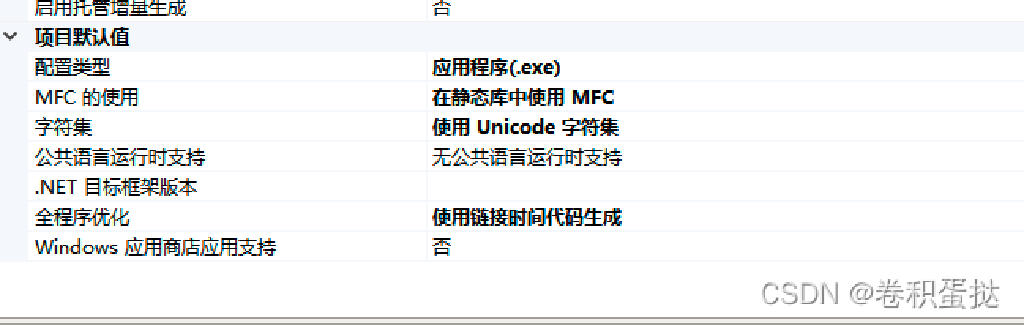 启用托管增量生成 否
项目默认值
配置类型 应用程序(.exe)
MFC 的使用 在静态库中使用 MFC
字符集 使用 Unicode 字符集
公共语言运行时支持 无公共语言运行时支持
.NET 目标框架版本
全程序优化 使用链接时间代码生成
Windows 应用商店应用支持 否
CSDN @卷积蛋挞